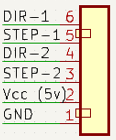 DIR-1 6
STEP-1 5
DIR-2 4
STEP-2 3
Vcc (5v) 2
GND 1